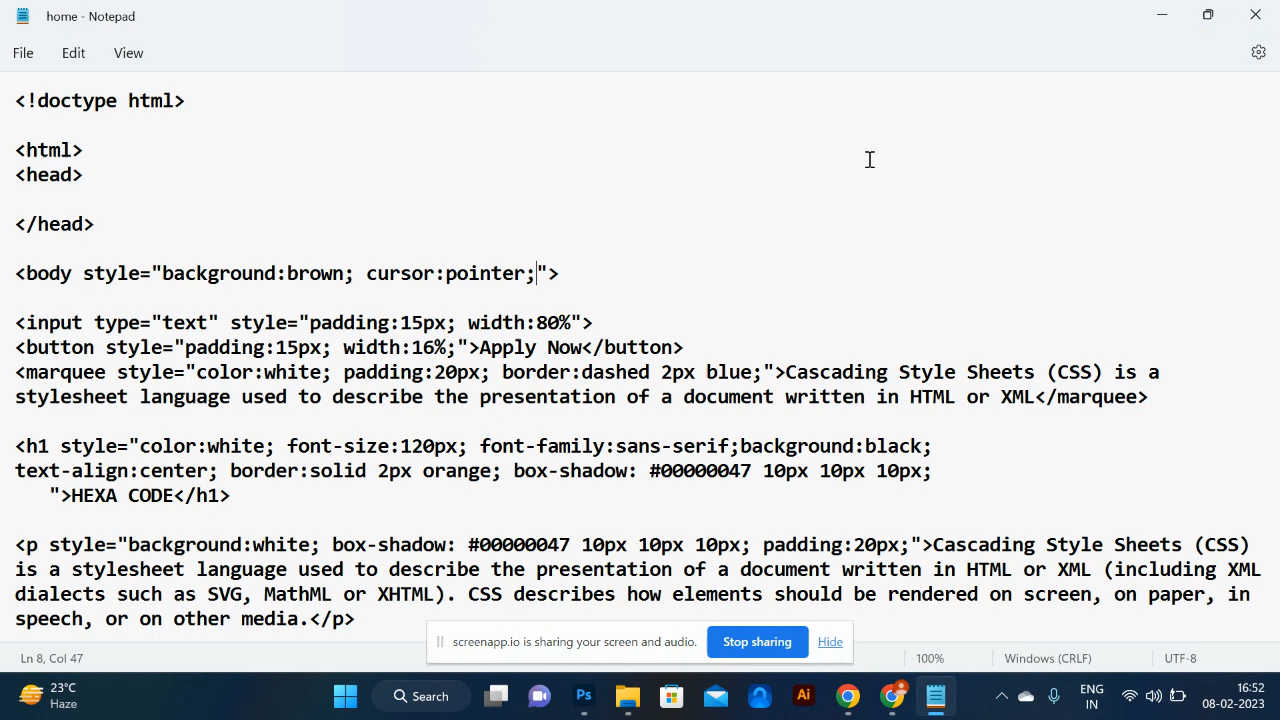 home - Notepad
File Edit View
<!doctype html>
<html>
<head>
</head>
<body style="background:brown; cursor:pointer;">
<input type="text" style="padding:15px; width:80%">
<button style="padding:15px; width:16%;">Apply Now</button>
<marquee style="color:white; padding:20px; border:dashed 2px blue;">Cascading Style Sheets (CSS) is a
stylesheet language used to describe the presentation of a document written in HTML or XML</marquee>
<h1 style="color:white; font-size:120px; font-family:sans-serif;background:black;
text-align:center; border:solid 2px orange; box-shadow: #00000047 10px 10px 10px;
">HEXA CODE</h1>
<p style="background:white; box-shadow: #00000047 10px 10px 10px; padding:20px;">Cascading Style Sheets (CSS)
is a stylesheet language used to describe the presentation of a document written in HTML or XML (including XML
dialects such as SVG, MathML or XHTML). CSS describes how elements should be rendered on screen, on paper, in
speech, or on other media.</p>
screenapp.io is sharing your screen and audio. Stop sharing Hide
Ln 8, Col 47 100% Windows (CRLF) UTF-8
23°C
Haze
Search
Ps
Ai
ENG
IN
16:52
08-02-2023